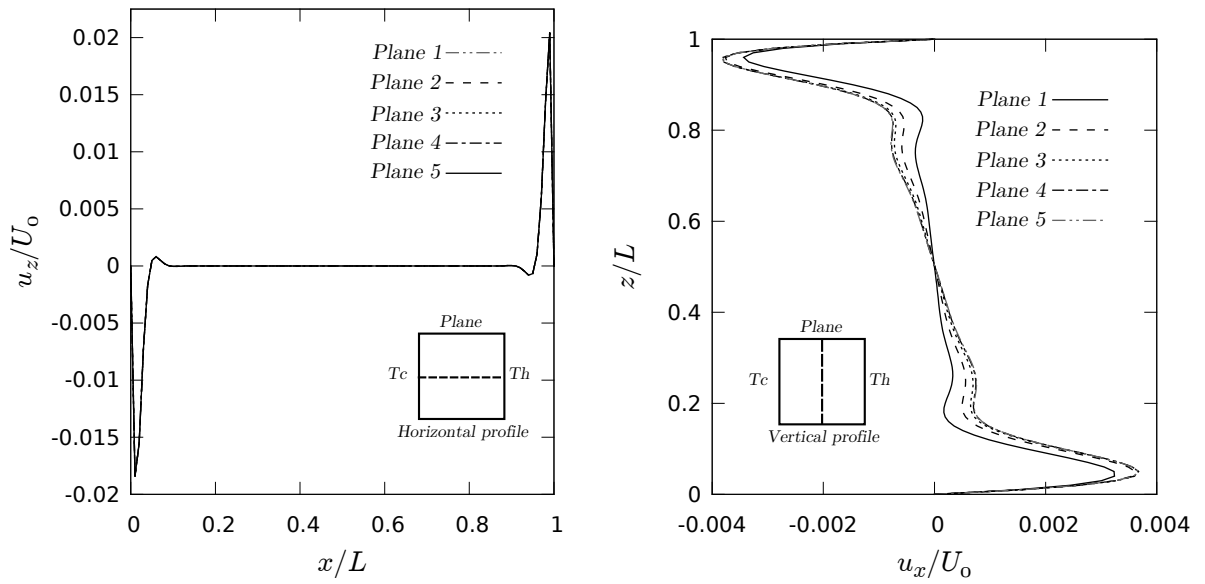 0.02
0.015
0.01
0.005
0
-0.005
-0.01
-0.015
-0.02
u_z/U_o
Plane 1
Plane 2
Plane 3
Plane 4
Plane 5
Plane
Tc
Th
Horizontal profile
0 0.2 0.4 0.6 0.8 1
x/L
1
0.8
0.6
0.4
0.2
0
z/L
Plane 1
Plane 2
Plane 3
Plane 4
Plane 5
Plane
Tc
Th
Vertical profile
-0.004 -0.002 0 0.002 0.004
u_x/U_o